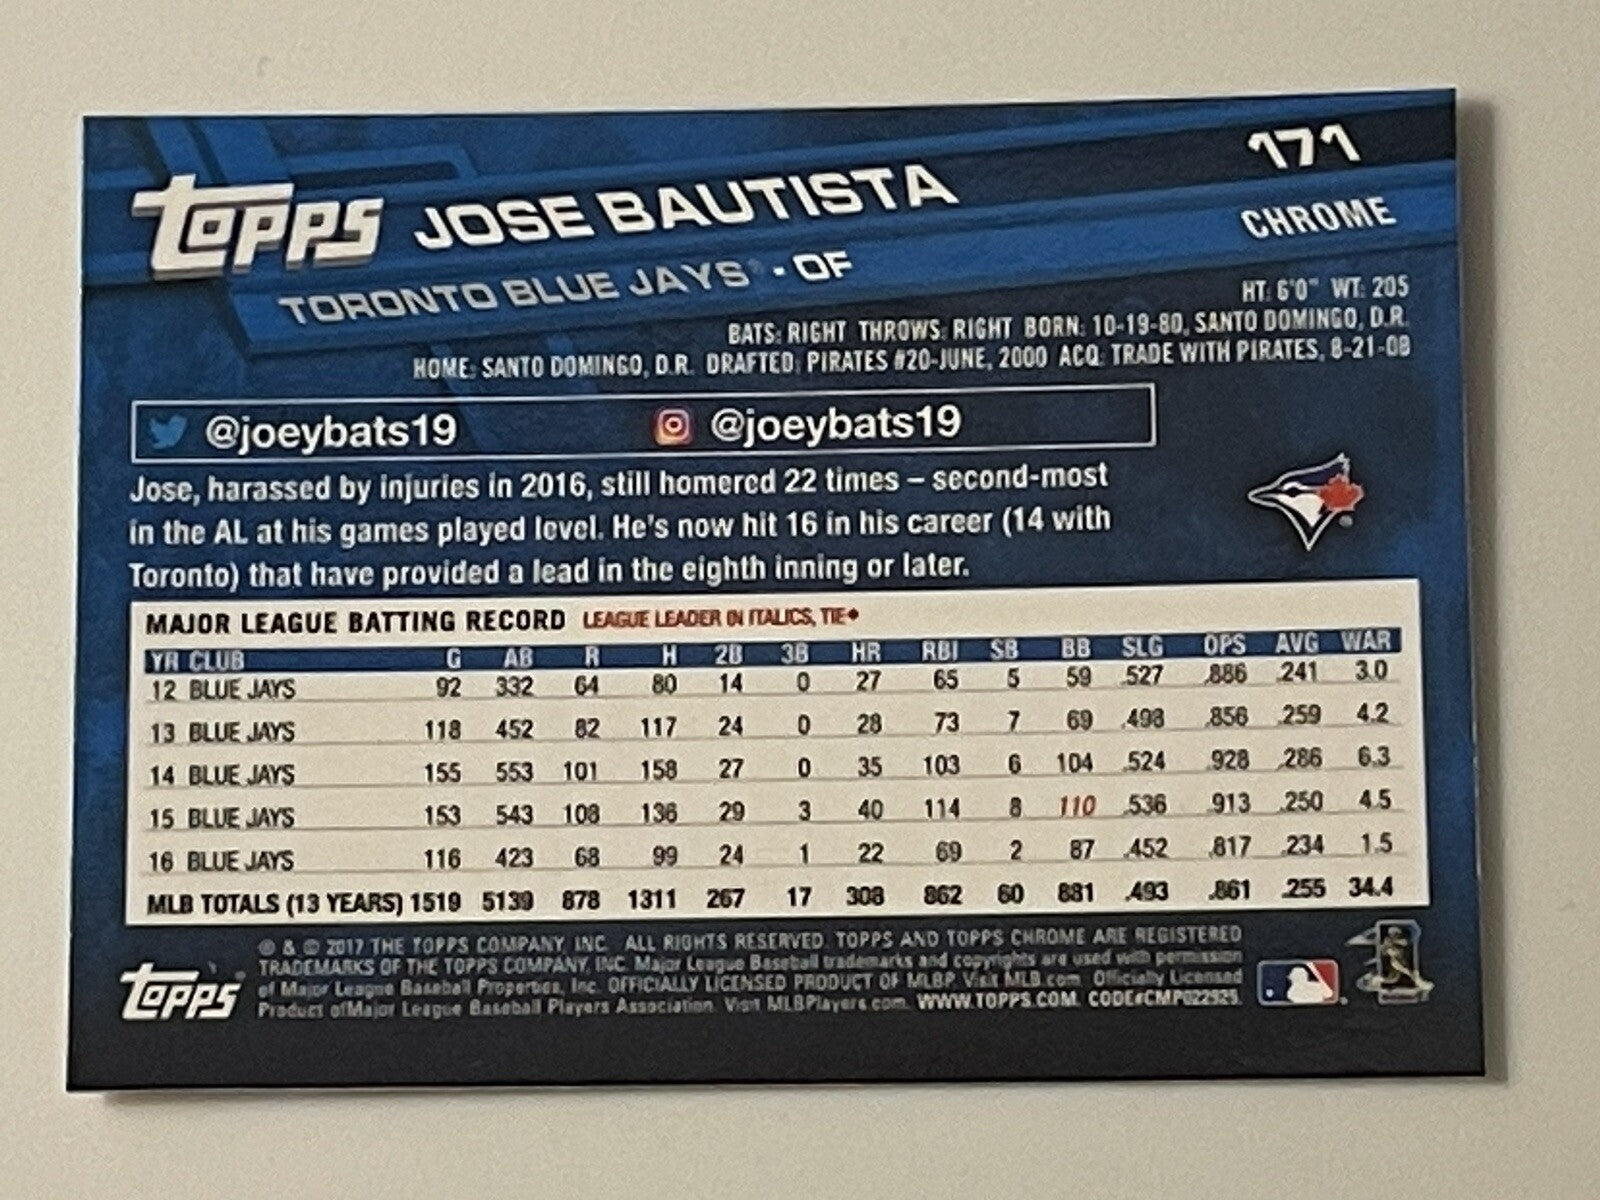 171
topps JOSE BAUTISTA
CHROME
TORONTO BLUE JAYS® • OF
HT: 6'0" WT: 205
BATS: RIGHT THROWS: RIGHT BORN: 10-19-80, SANTO DOMINGO, D.R.
HOME: SANTO DOMINGO, D.R. DRAFTED: PIRATES #20-JUNE, 2000 ACQ: TRADE WITH PIRATES, 8-21-08
@joeybats19 @joeybats19
Jose, harassed by injuries in 2016, still homered 22 times – second-most
in the AL at his games played level. He's now hit 16 in his career (14 with
Toronto) that have provided a lead in the eighth inning or later.
MAJOR LEAGUE BATTING RECORD LEAGUE LEADER IN ITALICS, TIE♦
YR CLUB G AB R H 2B 3B HR RBI SB BB SLG OPS AVG WAR
12 BLUE JAYS 92 332 64 80 14 0 27 65 5 59 .527 .886 .241 3.0
13 BLUE JAYS 118 452 82 117 24 0 28 73 7 69 .498 .856 .259 4.2
14 BLUE JAYS 155 553 101 158 27 0 35 103 6 104 .524 .928 .286 6.3
15 BLUE JAYS 153 543 108 136 29 3 40 114 8 110 .536 .913 .250 4.5
16 BLUE JAYS 116 423 68 99 24 1 22 69 2 87 .452 .817 .234 1.5
MLB TOTALS (13 YEARS) 1519 5139 878 1311 267 17 308 862 60 881 .493 .861 .255 34.4
® & © 2017 THE TOPPS COMPANY, INC. ALL RIGHTS RESERVED. TOPPS AND TOPPS CHROME ARE REGISTERED
TRADEMARKS OF THE TOPPS COMPANY, INC. Major League Baseball trademarks and copyrights are used with permission
of Major League Baseball Properties, Inc. OFFICIALLY LICENSED PRODUCT OF MLBP. Visit MLB.com. Officially Licensed
Product of Major League Baseball Players Association. Visit MLBPlayers.com. WWW.TOPPS.COM. CODE#CMP022925.
topps®